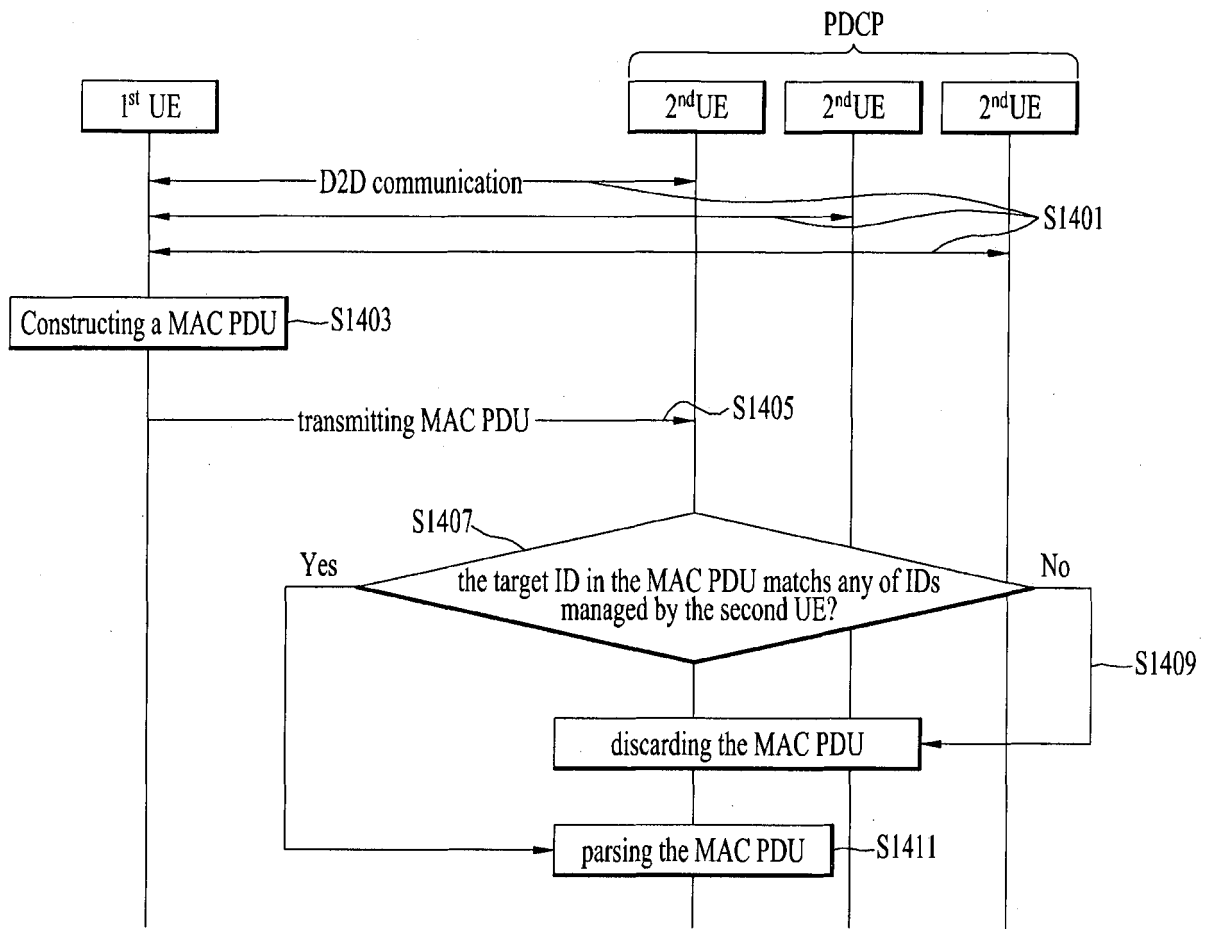 PDCP
1st UE
2ndUE
2ndUE
2ndUE
D2D communication
S1401
Constructing a MAC PDU
S1403
transmitting MAC PDU
S1405
S1407
Yes
No
the target ID in the MAC PDU matchs any of IDs
managed by the second UE?
S1409
discarding the MAC PDU
parsing the MAC PDU
S1411